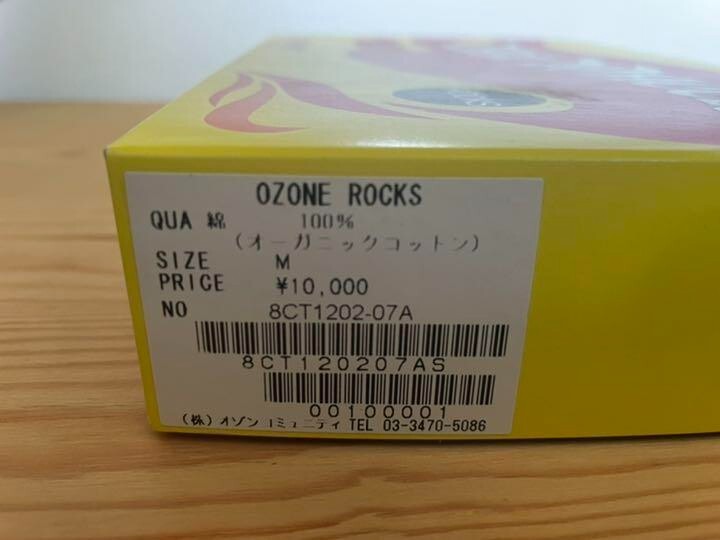 OZONE ROCKS
QUA 綿 100%
(オーガニックコットン)
SIZE M
PRICE ¥10,000
NO 8CT1202-07A
8CT120207AS
00100001
(株)オゾンコミュニティ TEL 03-3470-5086